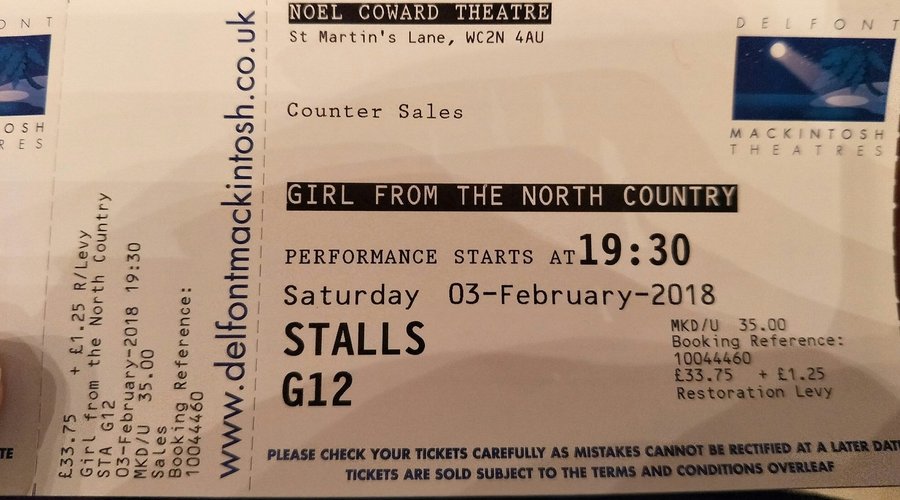 NOEL COWARD THEATRE
St Martin's Lane, WC2N 4AU
Counter Sales
GIRL FROM THE NORTH COUNTRY
PERFORMANCE STARTS AT 19:30
Saturday 03-February-2018
STALLS
G12
MKD/U 35.00
Booking Reference:
10044460
£33.75 + £1.25
Restoration Levy
PLEASE CHECK YOUR TICKETS CAREFULLY AS MISTAKES CANNOT BE RECTIFIED AT A LATER DATE
TICKETS ARE SOLD SUBJECT TO THE TERMS AND CONDITIONS OVERLEAF
DELFONT
MACKINTOSH
THEATRES
www.delfontmackintosh.co.uk
£33.75 + £1.25 R/Levy
Girl from the North Country
STA G12
03-February-2018 19:30
MKD/U 35.00
Sales
Booking Reference:
10044460